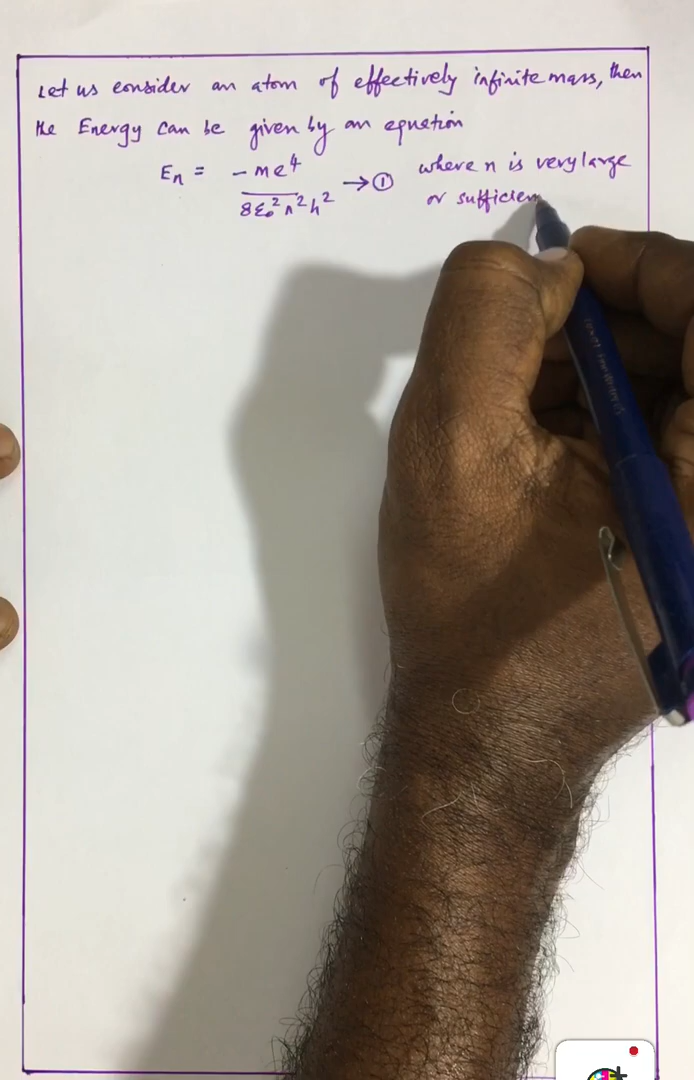 Let us consider an atom of effectively infinite mass, then
the Energy can be given by an equation
Eₙ = -me⁴ / 8ε₀²n²h² → ① where n is very large
or sufficien